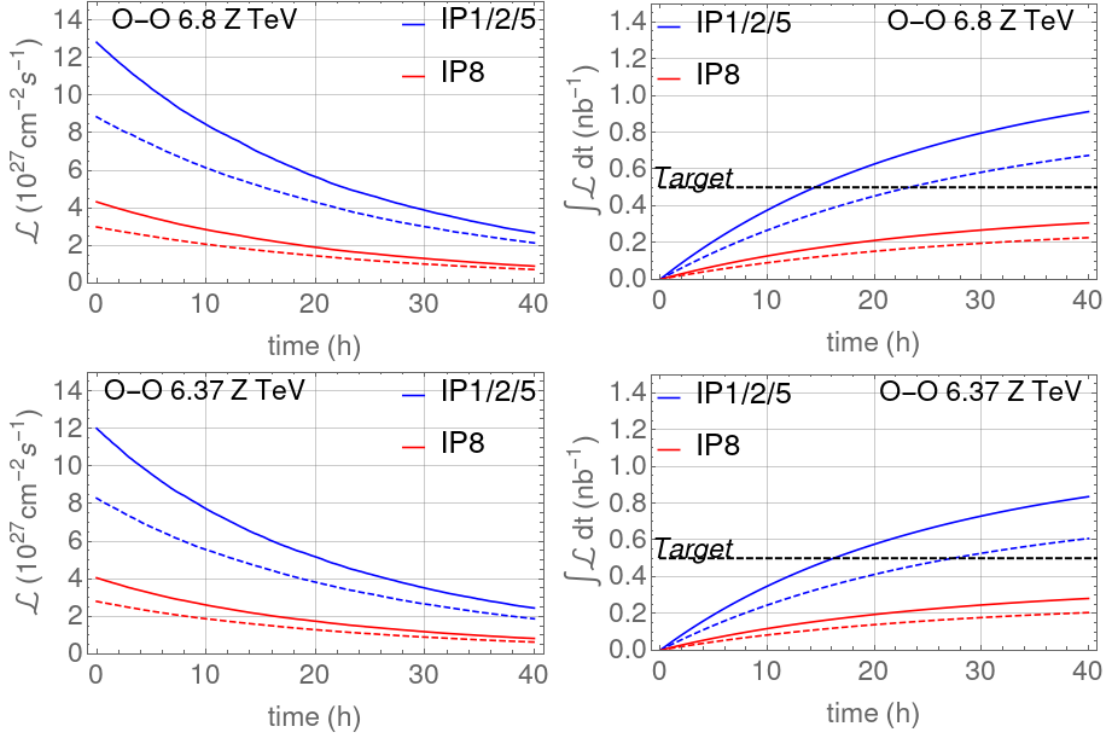 O–O 6.8 Z TeV
IP1/2/5
IP8
14
12
10
8
6
4
2
0
ℒ (10²⁷cm⁻²s⁻¹)
0 10 20 30 40
time (h)
IP1/2/5
O–O 6.8 Z TeV
IP8
Target
1.4
1.2
1.0
0.8
0.6
0.4
0.2
0.0
∫ℒ dt (nb⁻¹)
0 10 20 30 40
time (h)
O–O 6.37 Z TeV
IP1/2/5
IP8
14
12
10
8
6
4
2
0
ℒ (10²⁷cm⁻²s⁻¹)
0 10 20 30 40
time (h)
IP1/2/5
O–O 6.37 Z TeV
IP8
Target
1.4
1.2
1.0
0.8
0.6
0.4
0.2
0.0
∫ℒ dt (nb⁻¹)
0 10 20 30 40
time (h)